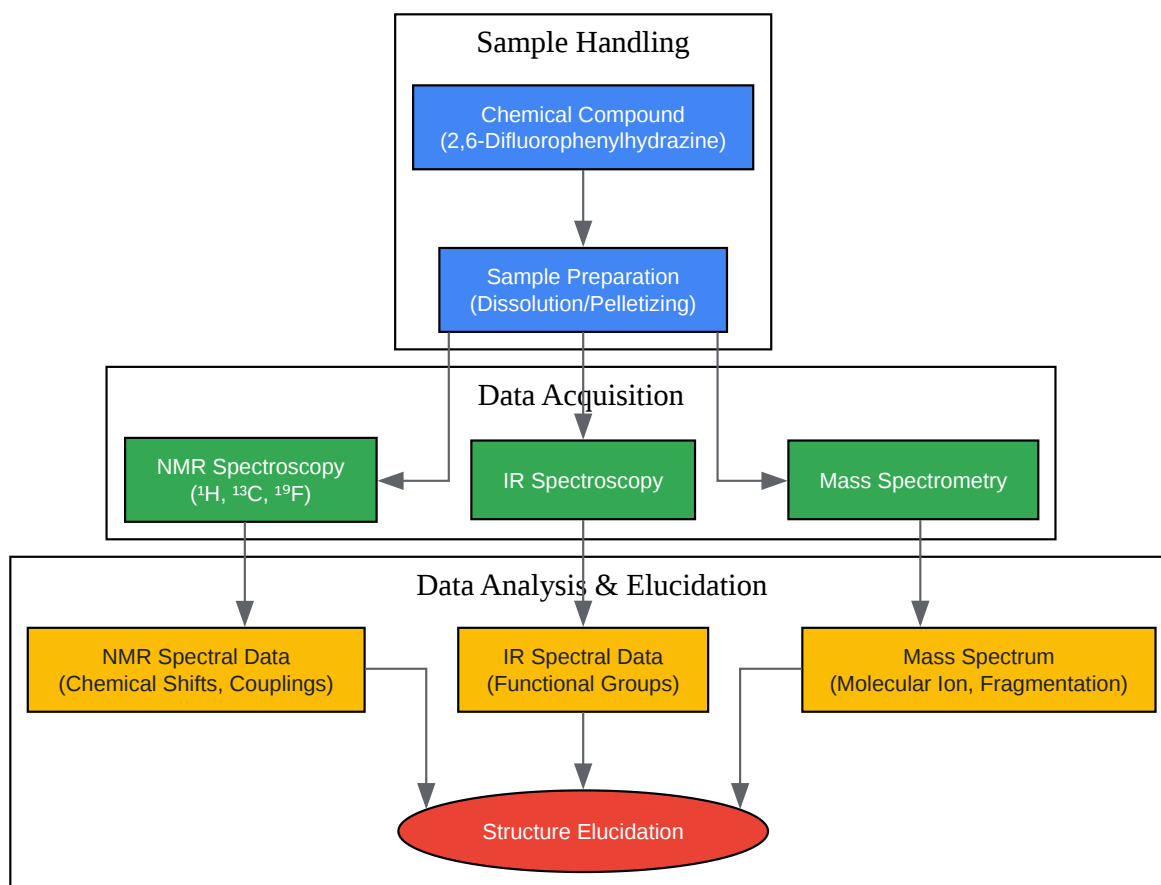 Sample Handling
Chemical Compound
(2,6-Difluorophenylhydrazine)
Sample Preparation
(Dissolution/Pelletizing)
Data Acquisition
NMR Spectroscopy
(¹H, ¹³C, ¹⁹F)
IR Spectroscopy
Mass Spectrometry
Data Analysis & Elucidation
NMR Spectral Data
(Chemical Shifts, Couplings)
IR Spectral Data
(Functional Groups)
Mass Spectrum
(Molecular Ion, Fragmentation)
Structure Elucidation